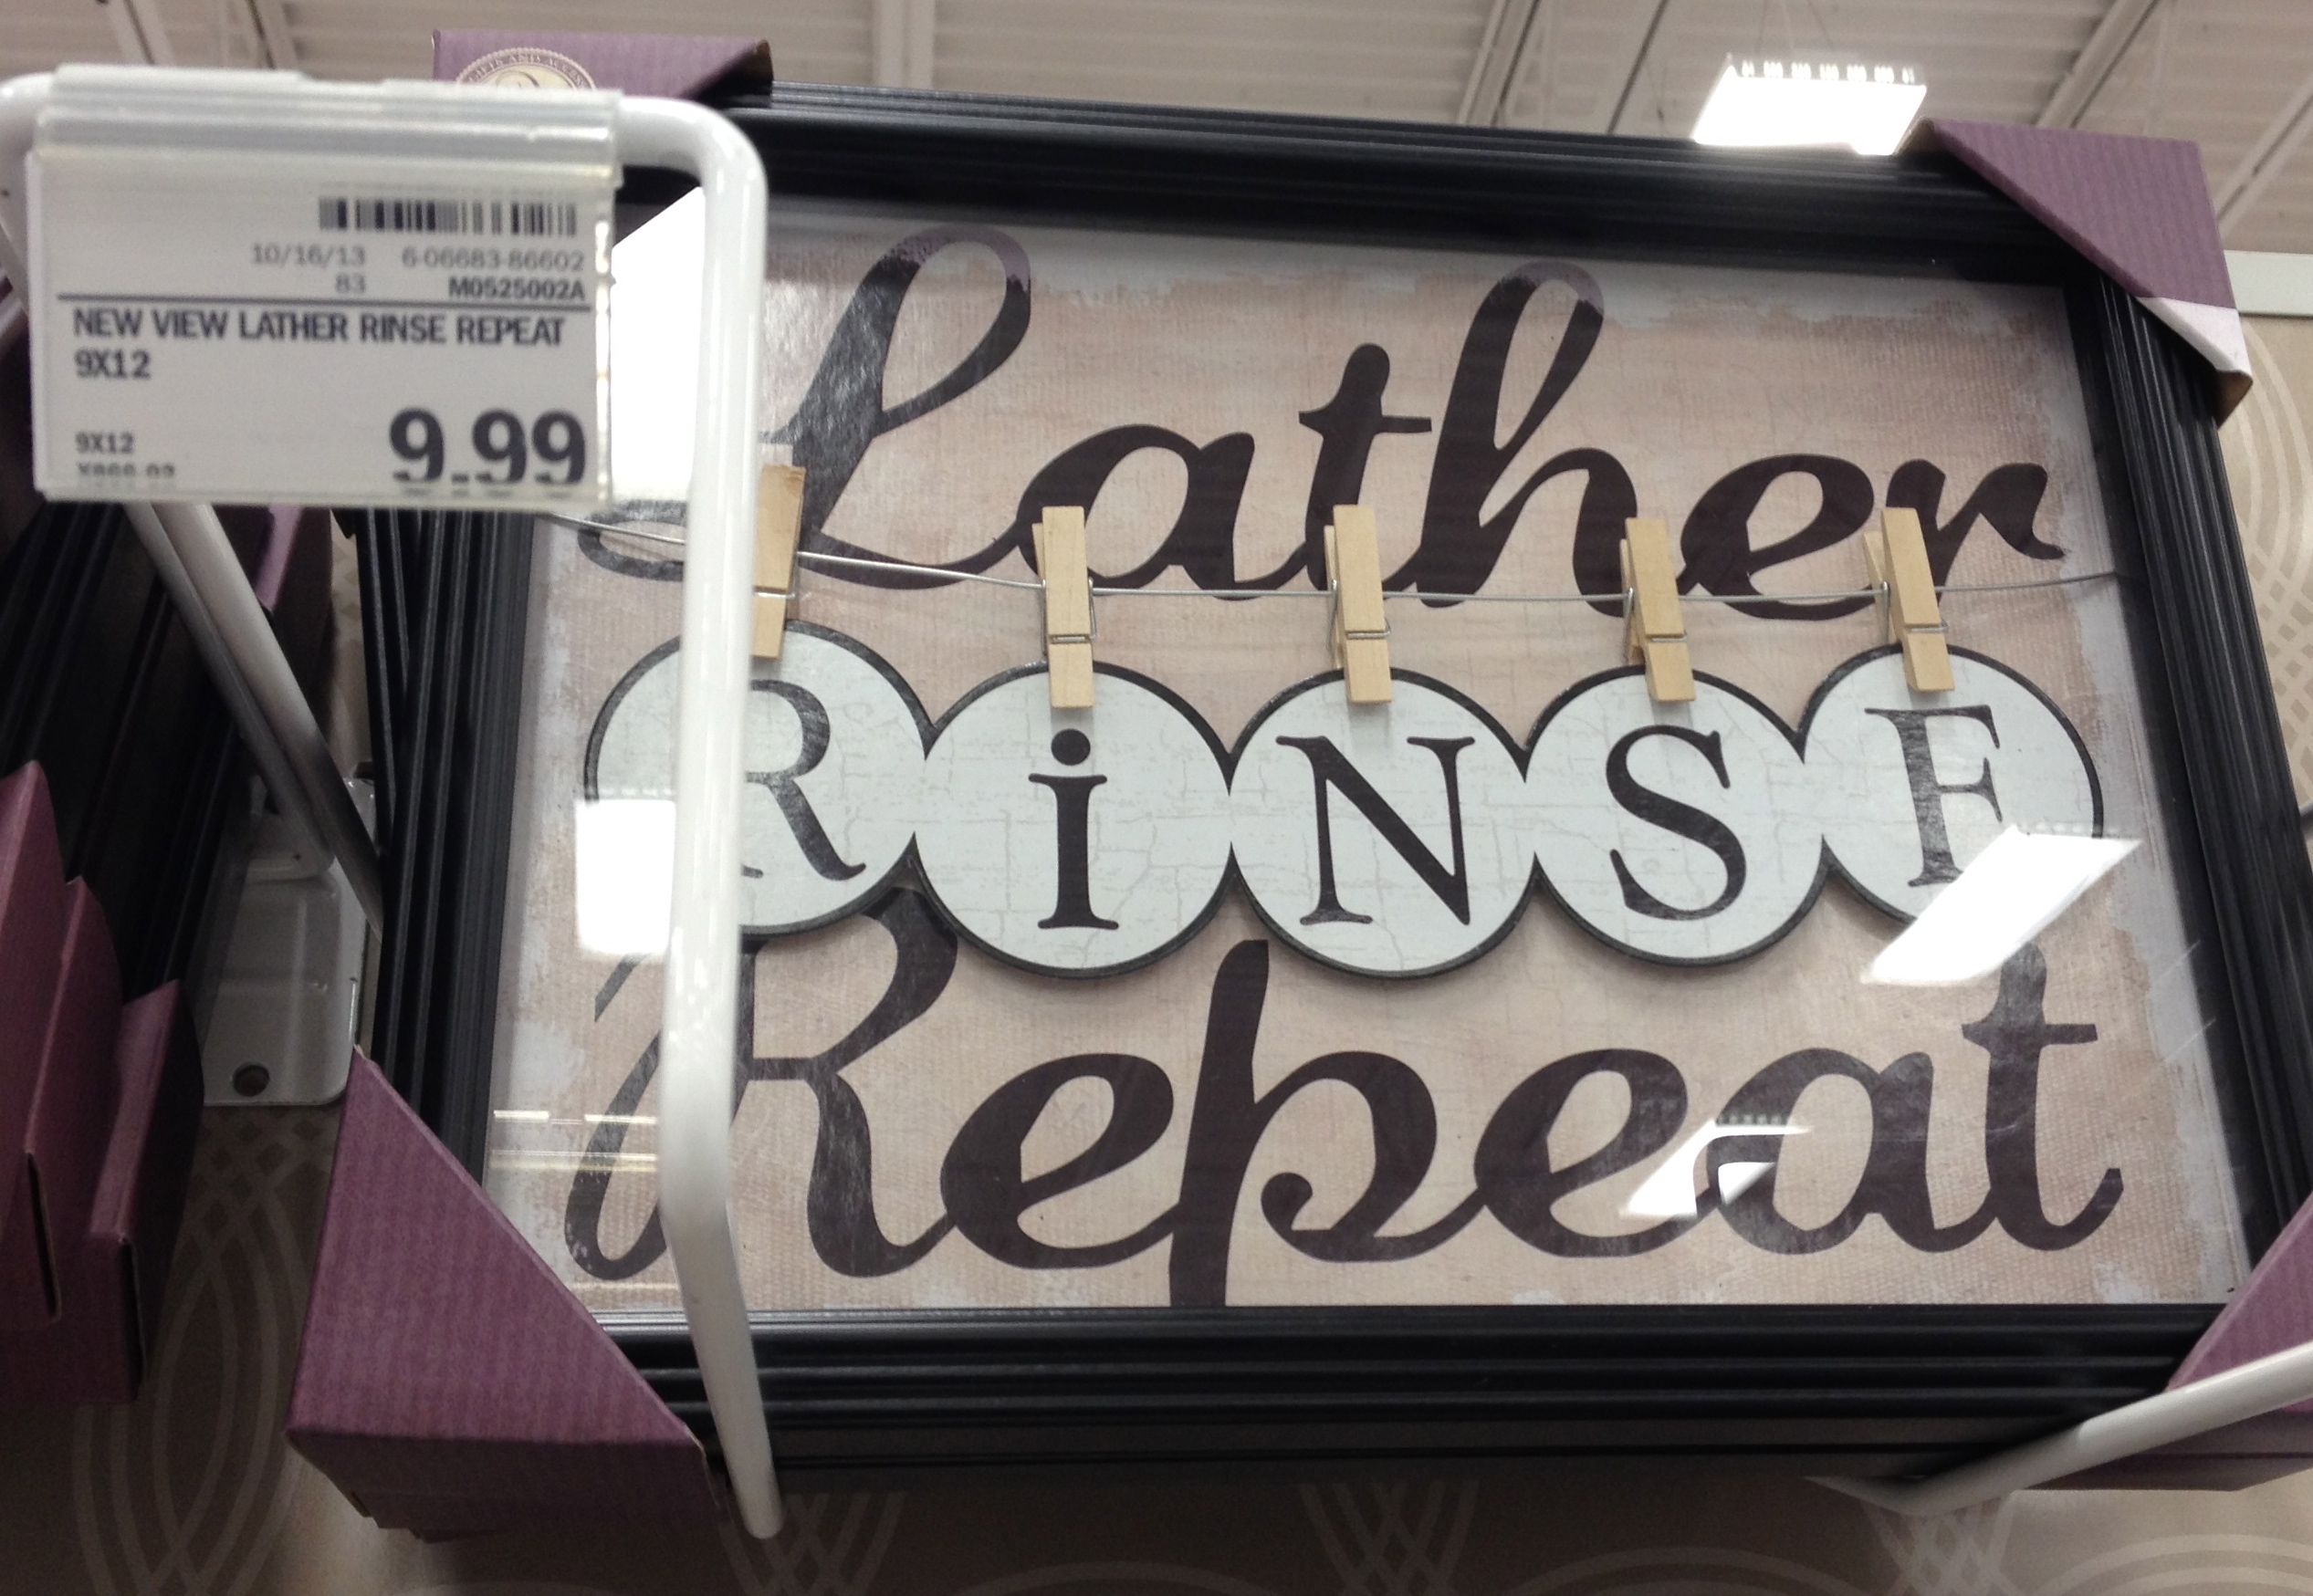 10/16/13 6-06683-86602
83 M0525002A
NEW VIEW LATHER RINSE REPEAT
9X12
9X12
9.99
Lather
RiNSE
Repeat